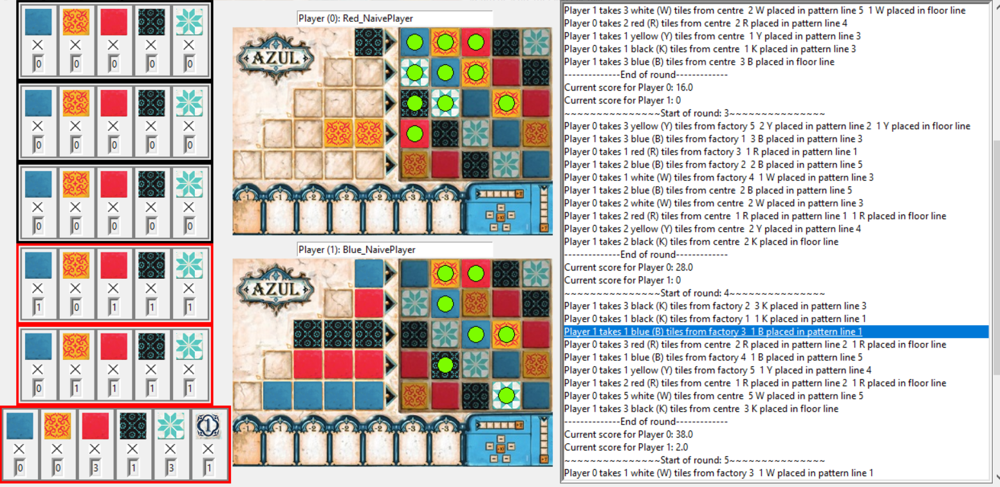 × × × × ×
0 0 0 0 0
× × × × ×
0 0 0 0 0
× × × × ×
0 0 0 0 0
× × × × ×
1 0 1 1 1
× × × × ×
0 1 1 1 1
1
× × × × × ×
0 0 3 1 3 1
Player (0): Red_NaivePlayer
AZUL
-1 -1 -2 -2 -2 -3 -3
+2
+10
+7
Player (1): Blue_NaivePlayer
AZUL
-1 -1 -2 -2 -2 -3 -3
+2
+10
+7
Player 1 takes 3 white (W) tiles from centre 2 W placed in pattern line 5 1 W placed in floor line
Player 0 takes 2 red (R) tiles from centre 2 R placed in pattern line 4
Player 1 takes 1 yellow (Y) tiles from centre 1 Y placed in pattern line 3
Player 0 takes 1 black (K) tiles from centre 1 K placed in pattern line 3
Player 1 takes 3 blue (B) tiles from centre 3 B placed in floor line
-------------End of round-------------
Current score for Player 0: 16.0
Current score for Player 1: 0
~~~~~~~~~~~~~~~Start of round: 3~~~~~~~~~~~~~~~
Player 0 takes 3 yellow (Y) tiles from factory 5 2 Y placed in pattern line 2 1 Y placed in floor line
Player 1 takes 3 blue (B) tiles from factory 1 3 B placed in pattern line 3
Player 0 takes 1 red (R) tiles from factory 3 1 R placed in pattern line 1
Player 1 takes 2 blue (B) tiles from factory 2 2 B placed in pattern line 5
Player 0 takes 1 white (W) tiles from factory 4 1 W placed in pattern line 3
Player 1 takes 2 blue (B) tiles from centre 2 B placed in pattern line 5
Player 0 takes 2 white (W) tiles from centre 2 W placed in pattern line 3
Player 1 takes 2 red (R) tiles from centre 1 R placed in pattern line 1 1 R placed in floor line
Player 0 takes 2 yellow (Y) tiles from centre 2 Y placed in pattern line 4
Player 1 takes 2 black (K) tiles from centre 2 K placed in floor line
-------------End of round-------------
Current score for Player 0: 28.0
Current score for Player 1: 0
~~~~~~~~~~~~~~~Start of round: 4~~~~~~~~~~~~~~~
Player 1 takes 3 black (K) tiles from factory 2 3 K placed in pattern line 3
Player 0 takes 1 black (K) tiles from factory 1 1 K placed in pattern line 1
Player 1 takes 1 blue (B) tiles from factory 3 1 B placed in pattern line 1
Player 0 takes 3 red (R) tiles from centre 2 R placed in pattern line 2 1 R placed in floor line
Player 1 takes 1 blue (B) tiles from factory 4 1 B placed in pattern line 5
Player 0 takes 1 yellow (Y) tiles from factory 5 1 Y placed in pattern line 4
Player 1 takes 2 red (R) tiles from centre 1 R placed in pattern line 2 1 R placed in floor line
Player 0 takes 5 white (W) tiles from centre 5 W placed in pattern line 5
Player 1 takes 3 black (K) tiles from centre 3 K placed in floor line
-------------End of round-------------
Current score for Player 0: 38.0
Current score for Player 1: 2.0
~~~~~~~~~~~~~~~Start of round: 5~~~~~~~~~~~~~~~
Player 0 takes 1 white (W) tiles from factory 3 1 W placed in pattern line 1